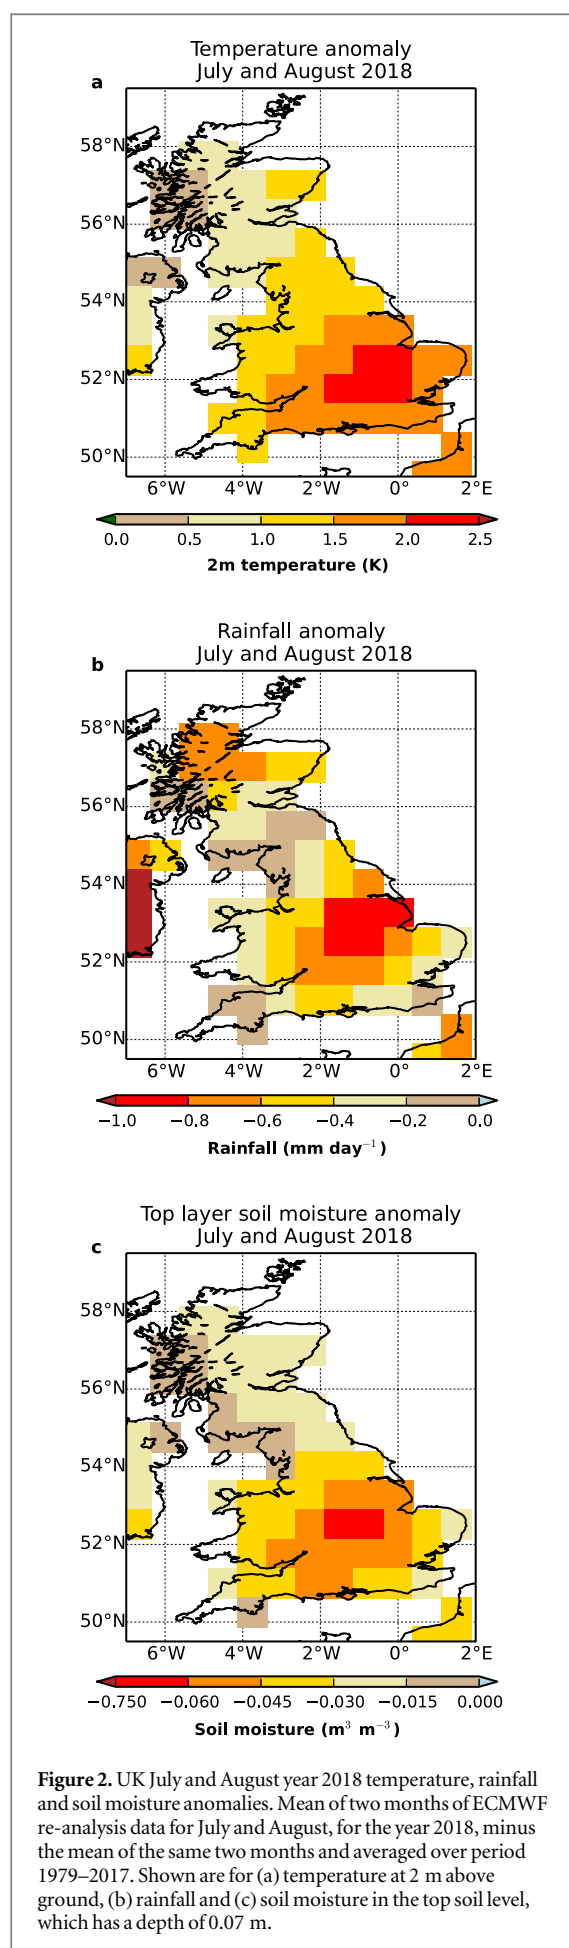 Temperature anomaly
July and August 2018
a
58°N
56°N
54°N
52°N
50°N
6°W 4°W 2°W 0° 2°E
0.0 0.5 1.0 1.5 2.0 2.5
2m temperature (K)
Rainfall anomaly
July and August 2018
b
58°N
56°N
54°N
52°N
50°N
6°W 4°W 2°W 0° 2°E
−1.0 −0.8 −0.6 −0.4 −0.2 0.0
Rainfall (mm day⁻¹)
Top layer soil moisture anomaly
July and August 2018
c
58°N
56°N
54°N
52°N
50°N
6°W 4°W 2°W 0° 2°E
−0.750 −0.060 −0.045 −0.030 −0.015 0.000
Soil moisture (m³ m⁻³)
Figure 2. UK July and August year 2018 temperature, rainfall
and soil moisture anomalies. Mean of two months of ECMWF
re-analysis data for July and August, for the year 2018, minus
the mean of the same two months and averaged over period
1979–2017. Shown are for (a) temperature at 2 m above
ground, (b) rainfall and (c) soil moisture in the top soil level,
which has a depth of 0.07 m.